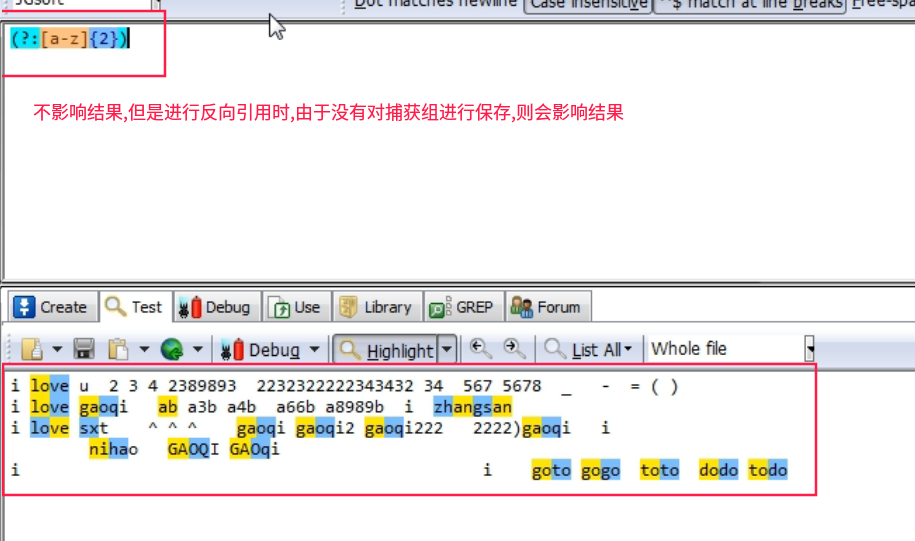 JGsoft
Dot matches newline Case insensitive ^$ match at line breaks Free-spa
(?:[a-z]{2})
不影响结果,但是进行反向引用时,由于没有对捕获组进行保存,则会影响结果
Create Test Debug Use Library GREP Forum
Debug Highlight List All Whole file
i love u 2 3 4 2389893 2232322222343432 34 567 5678 _ - = ( )
i love gaoqi ab a3b a4b a66b a8989b i zhangsan
i love sxt ^ ^ ^ gaoqi gaoqi2 gaoqi222 2222)gaoqi i
nihao GAOQI GAOqi
i i goto gogo toto dodo todo